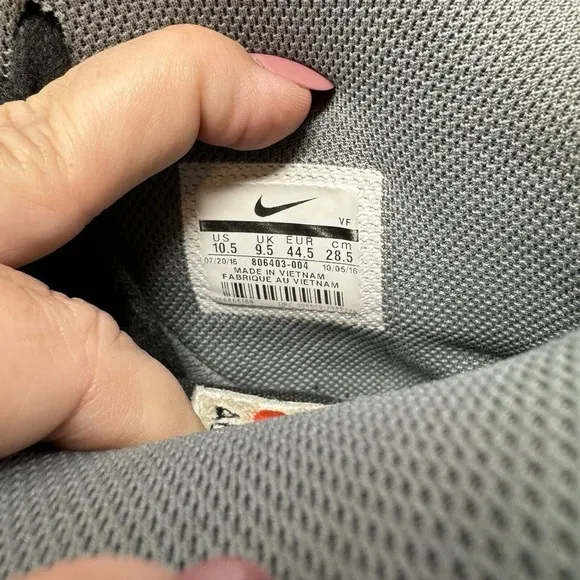 VF
US UK EUR cm
10.5 9.5 44.5 28.5
07/20/16 806403-004 10/05/16
MADE IN VIETNAM
FABRIQUE AU VIETNAM